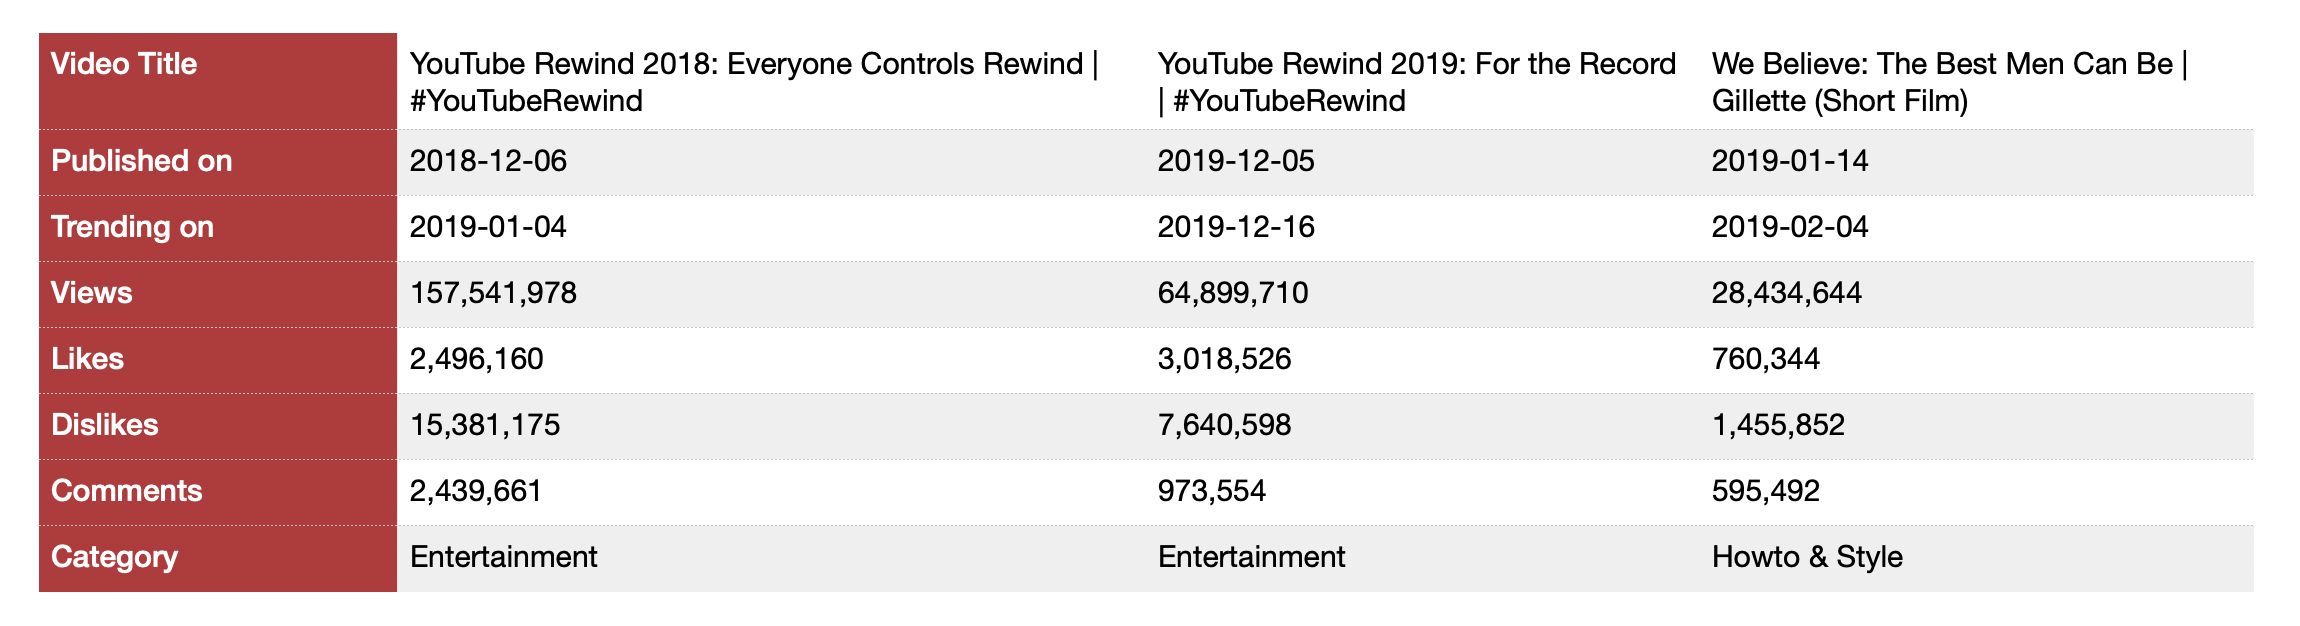 Video Title YouTube Rewind 2018: Everyone Controls Rewind | YouTube Rewind 2019: For the Record We Believe: The Best Men Can Be |
#YouTubeRewind | #YouTubeRewind Gillette (Short Film)
Published on 2018-12-06 2019-12-05 2019-01-14
Trending on 2019-01-04 2019-12-16 2019-02-04
Views 157,541,978 64,899,710 28,434,644
Likes 2,496,160 3,018,526 760,344
Dislikes 15,381,175 7,640,598 1,455,852
Comments 2,439,661 973,554 595,492
Category Entertainment Entertainment Howto & Style